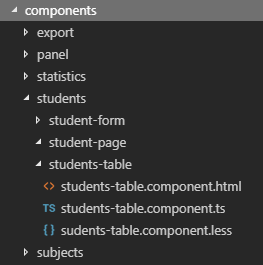 components
export
panel
statistics
students
student-form
student-page
students-table
<> students-table.component.html
TS students-table.component.ts
{ } sudents-table.component.less
subjects